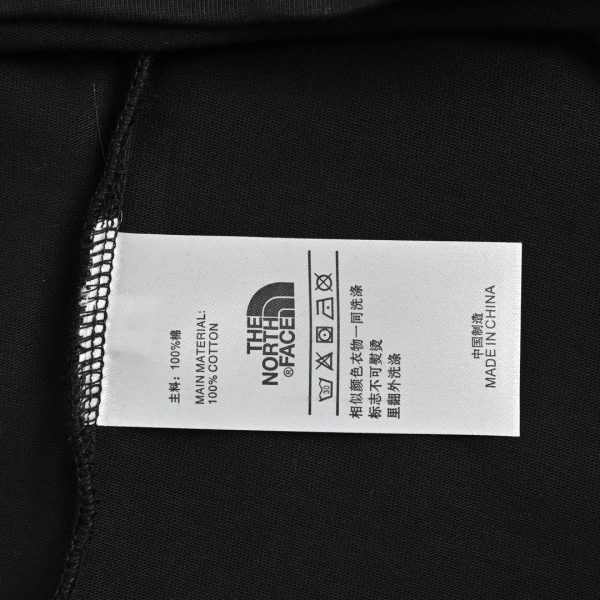 主料：100%棉
MAIN MATERIAL:
100% COTTON
THE
NORTH
FACE®
30
相似颜色衣物一同洗涤
标志不可熨烫
里翻外洗涤
中国制造
MADE IN CHINA